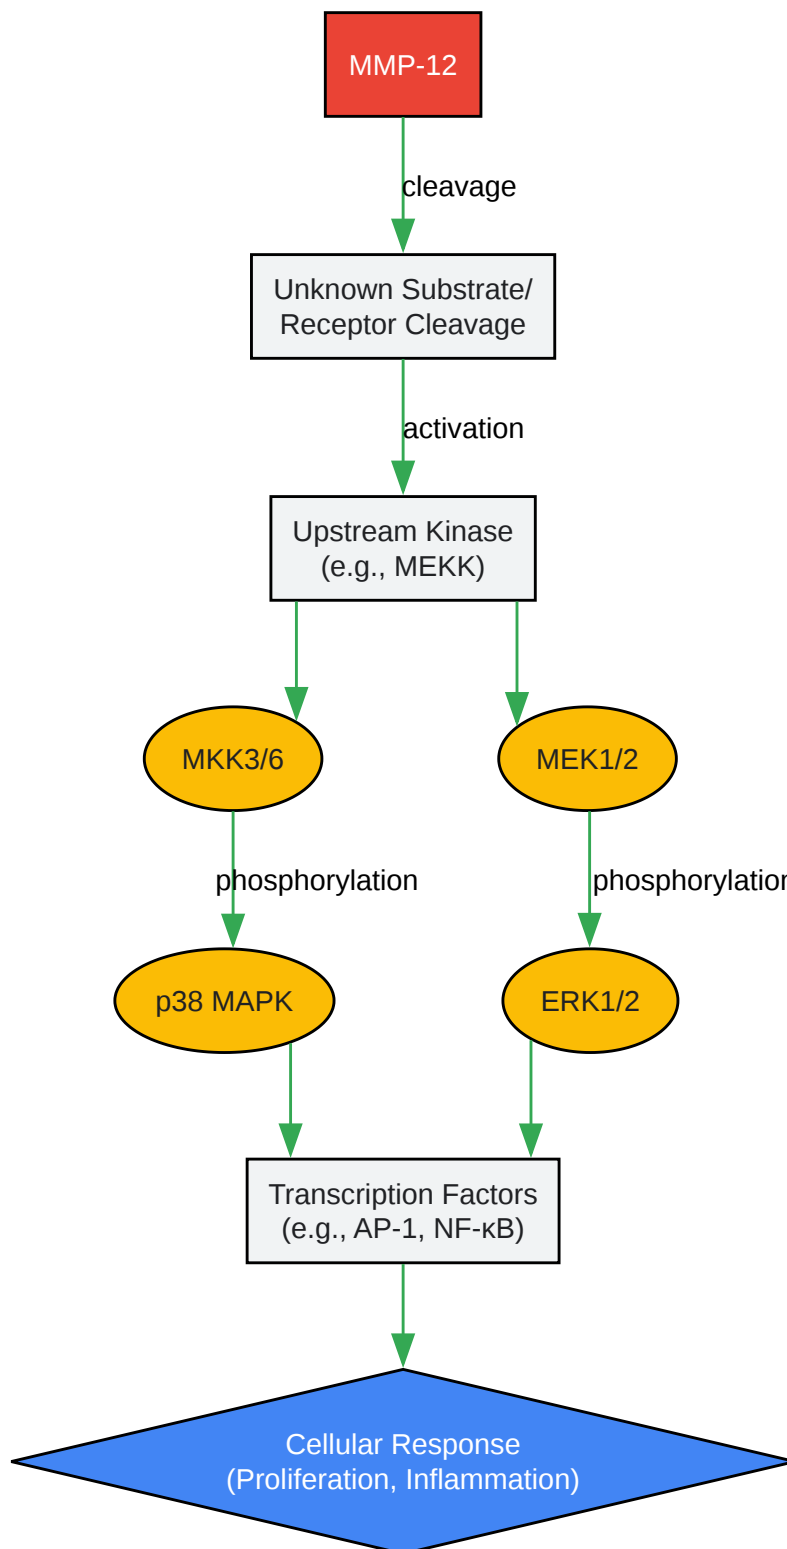 MMP-12
cleavage
Unknown Substrate/
Receptor Cleavage
activation
Upstream Kinase
(e.g., MEKK)
MKK3/6
MEK1/2
phosphorylation
phosphorylation
p38 MAPK
ERK1/2
Transcription Factors
(e.g., AP-1, NF-κB)
Cellular Response
(Proliferation, Inflammation)